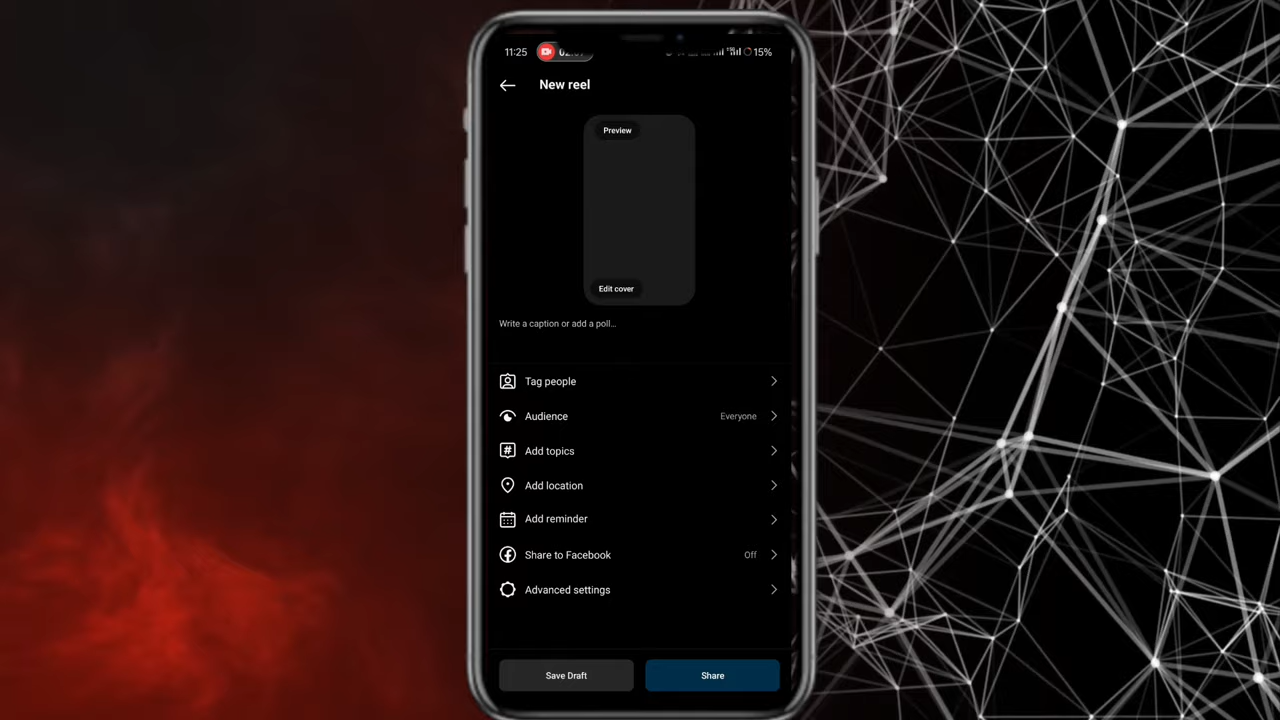 11:25
15%
New reel
Preview
Edit cover
Write a caption or add a poll...
Tag people
Audience Everyone
Add topics
Add location
Add reminder
Share to Facebook Off
Advanced settings
Save Draft Share